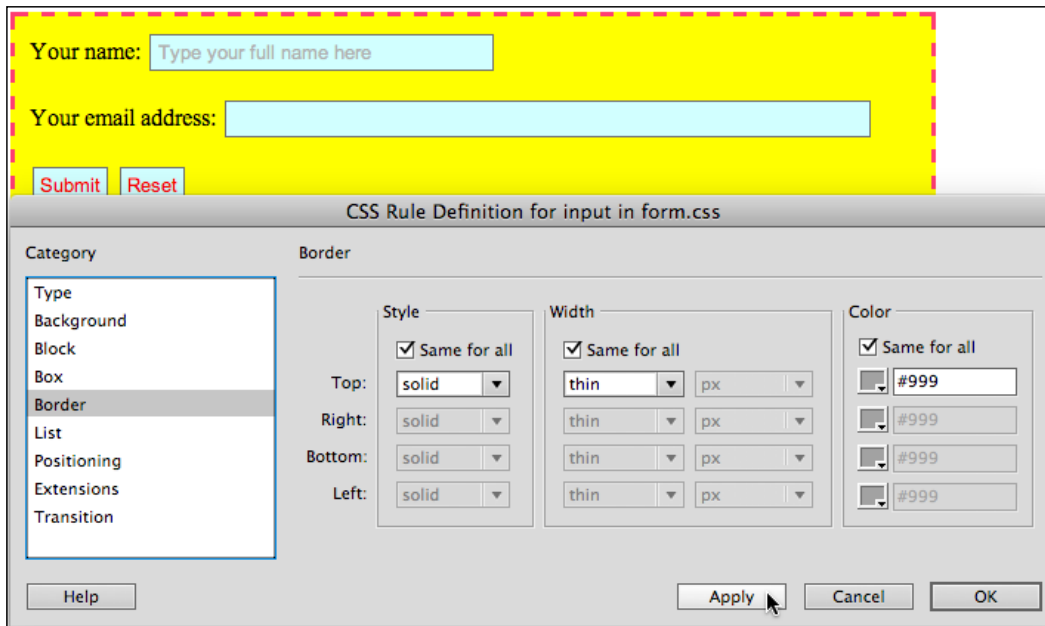 Your name: Type your full name here
Your email address:
Submit Reset
CSS Rule Definition for input in form.css
Category Border
Type
Background
Block
Box
Border
List
Positioning
Extensions
Transition
Style Width Color
Same for all Same for all Same for all
Top: solid thin px #999
Right: solid thin px #999
Bottom: solid thin px #999
Left: solid thin px #999
Help Apply Cancel OK